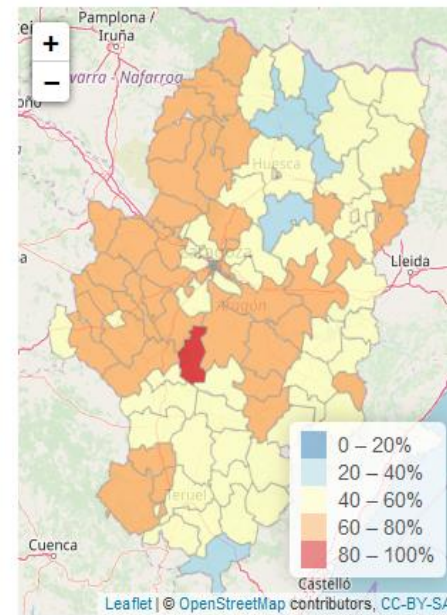 Pamplona /
Iruña
+
−
varra - Nafarroa
Huesca
Zaragoza
Lleida
Aragón
0 – 20%
20 – 40%
40 – 60%
60 – 80%
80 – 100%
Teruel
Cuenca
Castelló
Leaflet | © OpenStreetMap contributors, CC-BY-SA